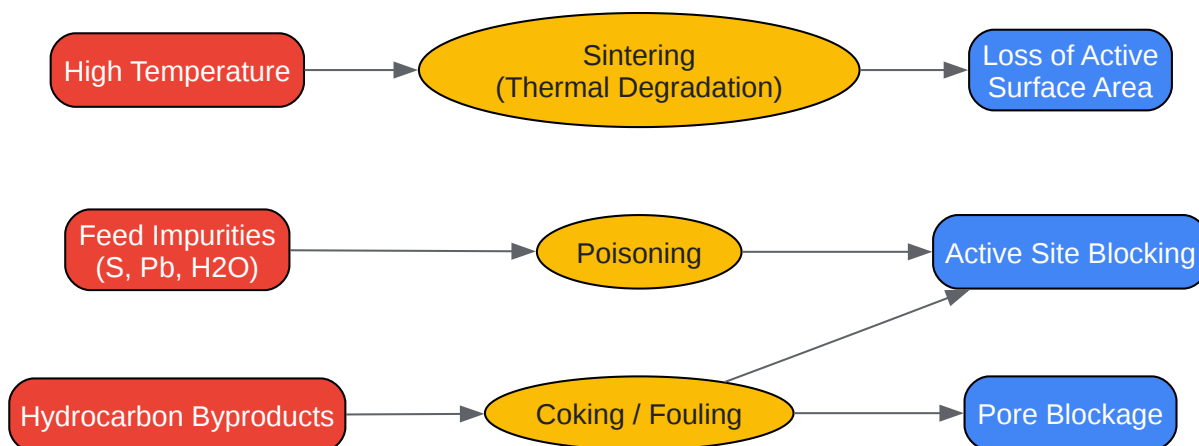 High Temperature
Sintering
(Thermal Degradation)
Loss of Active
Surface Area
Feed Impurities
(S, Pb, H2O)
Poisoning
Active Site Blocking
Hydrocarbon Byproducts
Coking / Fouling
Pore Blockage